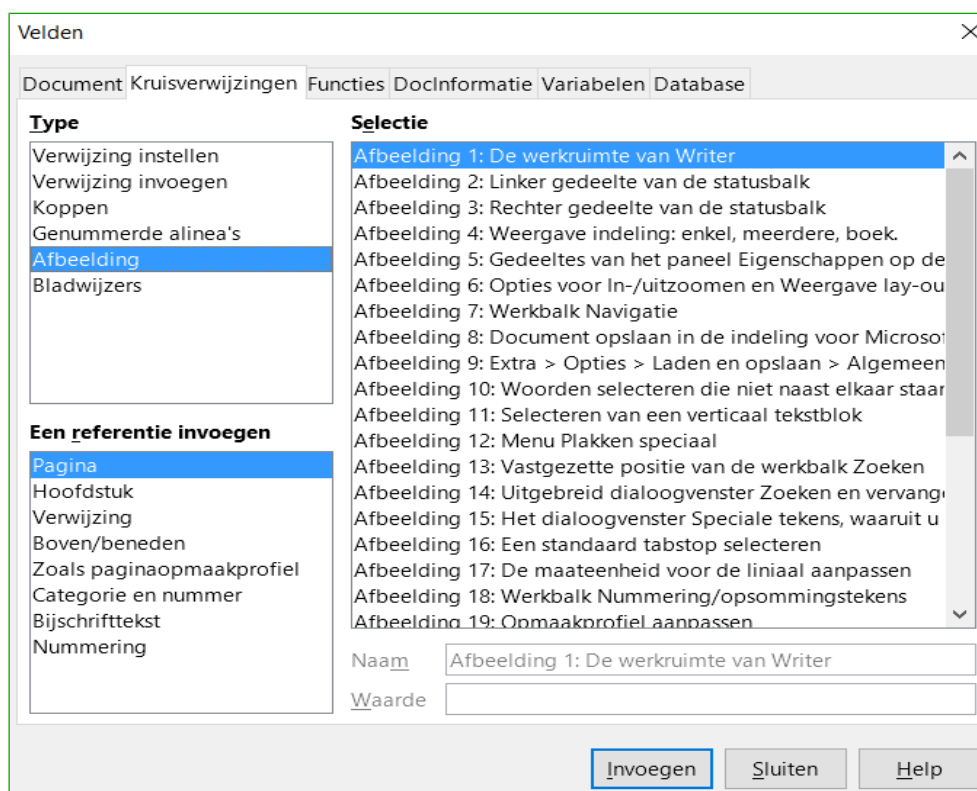 Velden
Document Kruisverwijzingen Functies DocInformatie Variabelen Database
Type
Verwijzing instellen
Verwijzing invoegen
Koppen
Genummerde alinea's
Afbeelding
Bladwijzers
Een referentie invoegen
Pagina
Hoofdstuk
Verwijzing
Boven/beneden
Zoals paginaopmaakprofiel
Categorie en nummer
Bijschrifttekst
Nummering
Selectie
Afbeelding 1: De werkruimte van Writer
Afbeelding 2: Linker gedeelte van de statusbalk
Afbeelding 3: Rechter gedeelte van de statusbalk
Afbeelding 4: Weergave indeling: enkel, meerdere, boek.
Afbeelding 5: Gedeeltes van het paneel Eigenschappen op de
Afbeelding 6: Opties voor In-/uitzoomen en Weergave lay-ou
Afbeelding 7: Werkbalk Navigatie
Afbeelding 8: Document opslaan in de indeling voor Microsof
Afbeelding 9: Extra > Opties > Laden en opslaan > Algemeen
Afbeelding 10: Woorden selecteren die niet naast elkaar staan
Afbeelding 11: Selecteren van een verticaal tekstblok
Afbeelding 12: Menu Plakken speciaal
Afbeelding 13: Vastgezette positie van de werkbalk Zoeken
Afbeelding 14: Uitgebreid dialoogvenster Zoeken en vervange
Afbeelding 15: Het dialoogvenster Speciale tekens, waaruit u
Afbeelding 16: Een standaard tabstop selecteren
Afbeelding 17: De maateenheid voor de liniaal aanpassen
Afbeelding 18: Werkbalk Nummering/opsommingstekens
Afbeelding 19: Opmaakprofiel aanpassen
Naam Afbeelding 1: De werkruimte van Writer
Waarde
Invoegen Sluiten Help